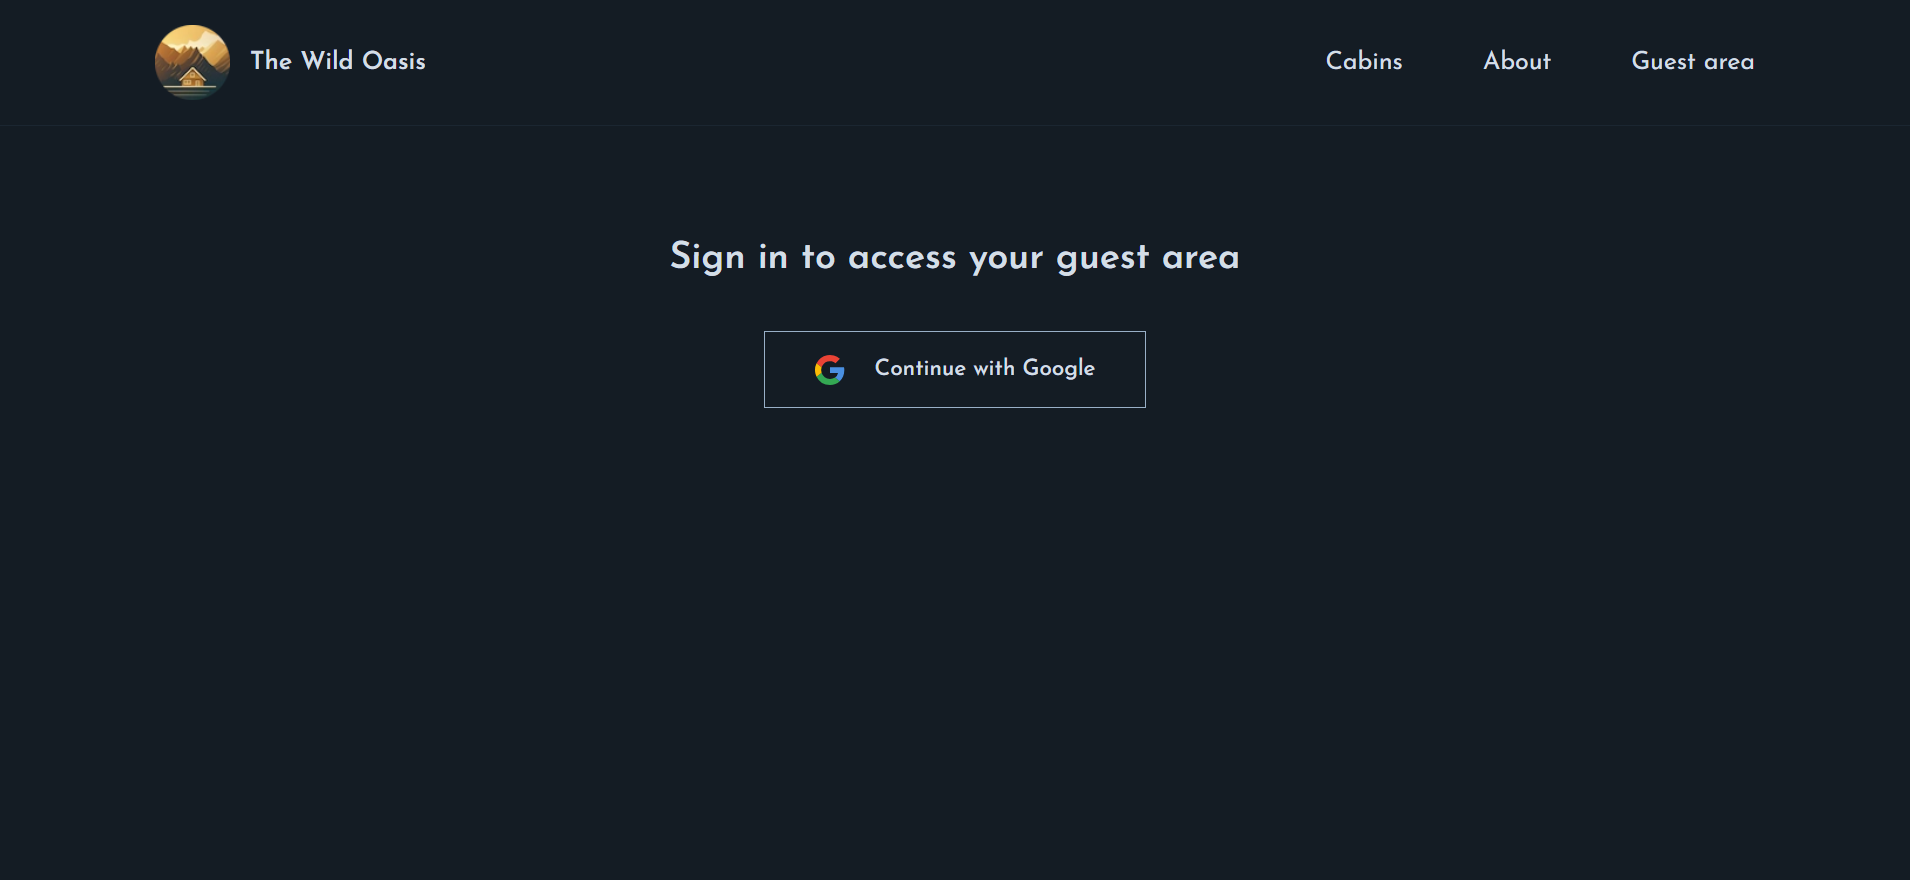 The Wild Oasis
Cabins
About
Guest area
Sign in to access your guest area
Continue with Google